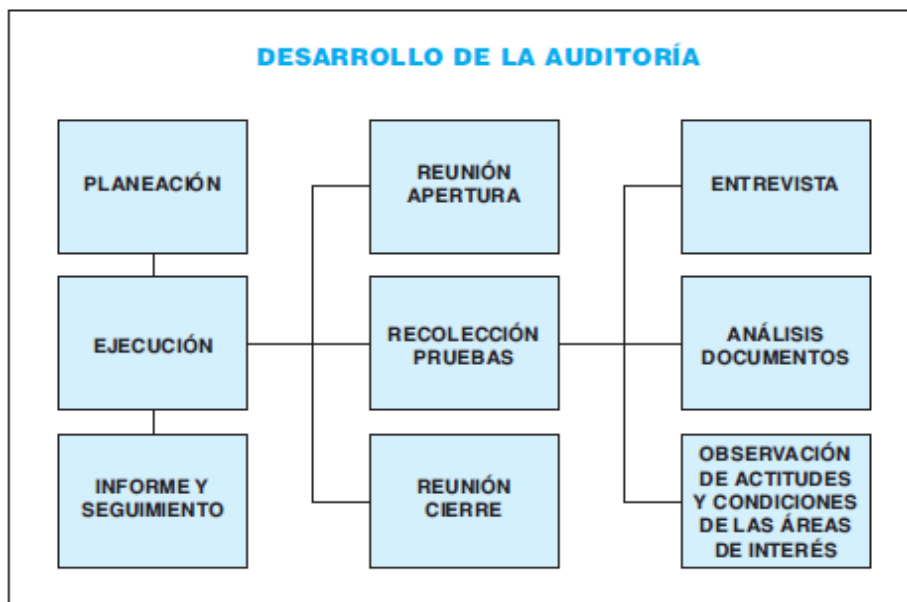 DESARROLLO DE LA AUDITORÍA
PLANEACIÓN
REUNIÓN
APERTURA
ENTREVISTA
EJECUCIÓN
RECOLECCIÓN
PRUEBAS
ANÁLISIS
DOCUMENTOS
INFORME Y
SEGUIMIENTO
REUNIÓN
CIERRE
OBSERVACIÓN
DE ACTITUDES
Y CONDICIONES
DE LAS ÁREAS
DE INTERÉS